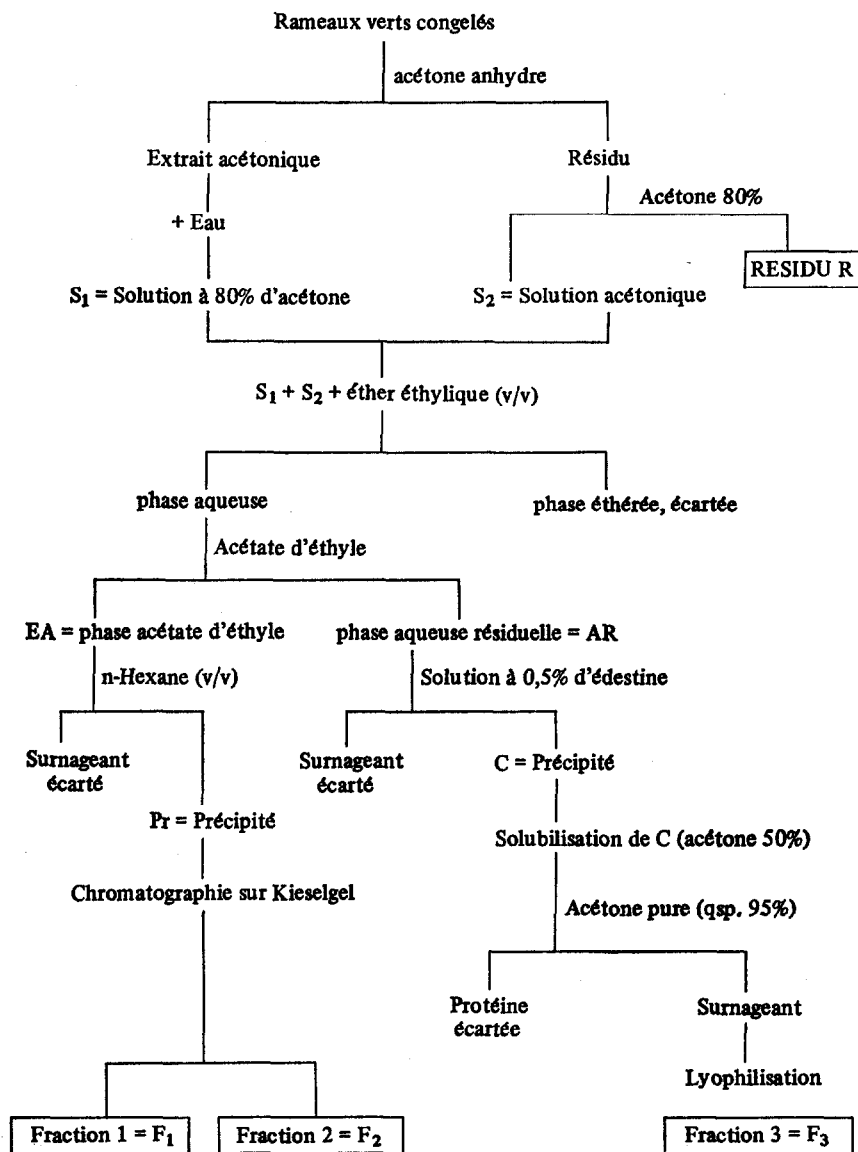 Rameaux verts congelés
acétone anhydre
Extrait acétonique
Résidu
Acétone 80%
+ Eau
RESIDU R
S₁ = Solution à 80% d'acétone
S₂ = Solution acétonique
S₁ + S₂ + éther éthylique (v/v)
phase aqueuse
phase éthérée, écartée
Acétate d'éthyle
EA = phase acétate d'éthyle
phase aqueuse résiduelle = AR
n-Hexane (v/v)
Solution à 0,5% d'édestine
Surnageant
écarté
Surnageant
écarté
C = Précipité
Pr = Précipité
Solubilisation de C (acétone 50%)
Chromatographie sur Kieselgel
Acétone pure (qsp. 95%)
Protéine
écartée
Surnageant
Lyophilisation
Fraction 1 = F₁
Fraction 2 = F₂
Fraction 3 = F₃